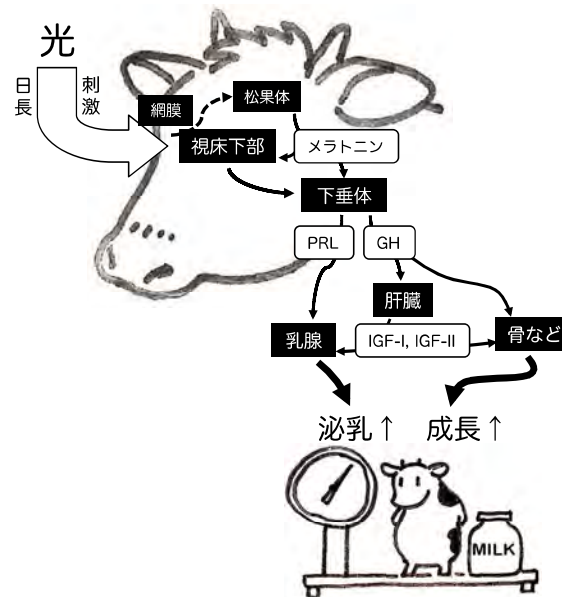 光
日長
刺激
網膜
松果体
視床下部
メラトニン
下垂体
PRL
GH
肝臓
乳腺
IGF-I, IGF-II
骨など
泌乳↑
成長↑
MILK